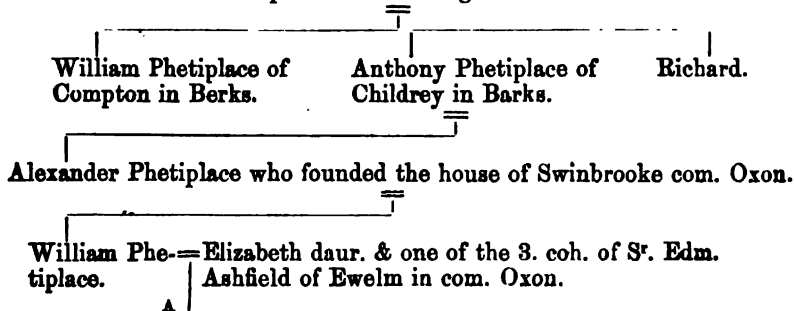 William Phetiplace of Anthony Phetiplace of Richard.
Compton in Berks. Childrey in Barks.
Alexander Phetiplace who founded the house of Swinbrooke com. Oxon.
William Phe-=Elizabeth daur. & one of the 3. coh. of Sʳ. Edm.
tiplace. Ashfield of Ewelm in com. Oxon.
A